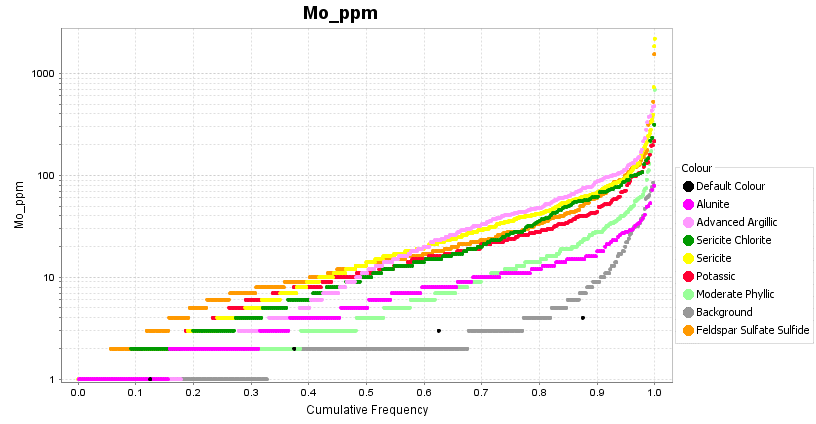 Mo_ppm
1000
100
10
1
Mo_ppm
0.0 0.1 0.2 0.3 0.4 0.5 0.6 0.7 0.8 0.9 1.0
Cumulative Frequency
Colour
Default Colour
Alunite
Advanced Argillic
Sericite Chlorite
Sericite
Potassic
Moderate Phyllic
Background
Feldspar Sulfate Sulfide